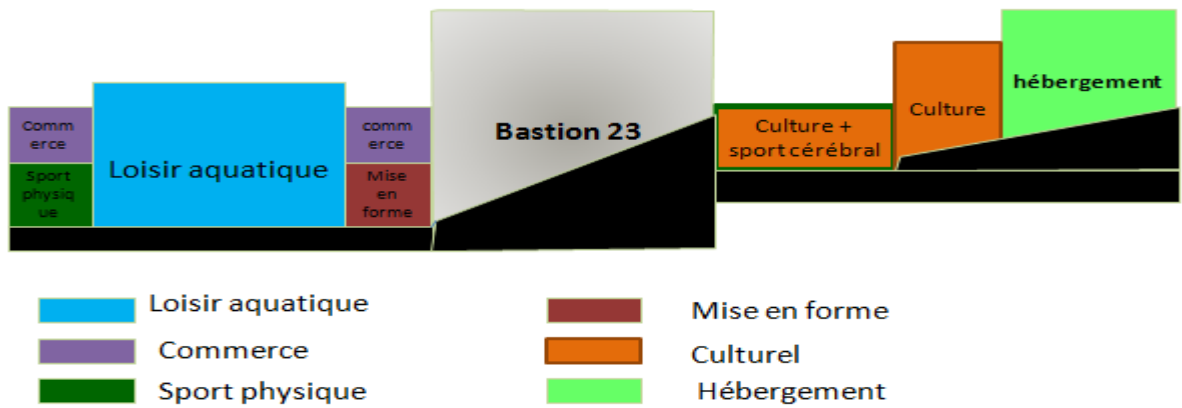 Comm
erce
Sport
physiq
ue
Loisir aquatique
comm
erce
Mise
en
forme
Bastion 23
Culture +
sport cérébral
Culture
hébergement
Loisir aquatique
Commerce
Sport physique
Mise en forme
Culturel
Hébergement